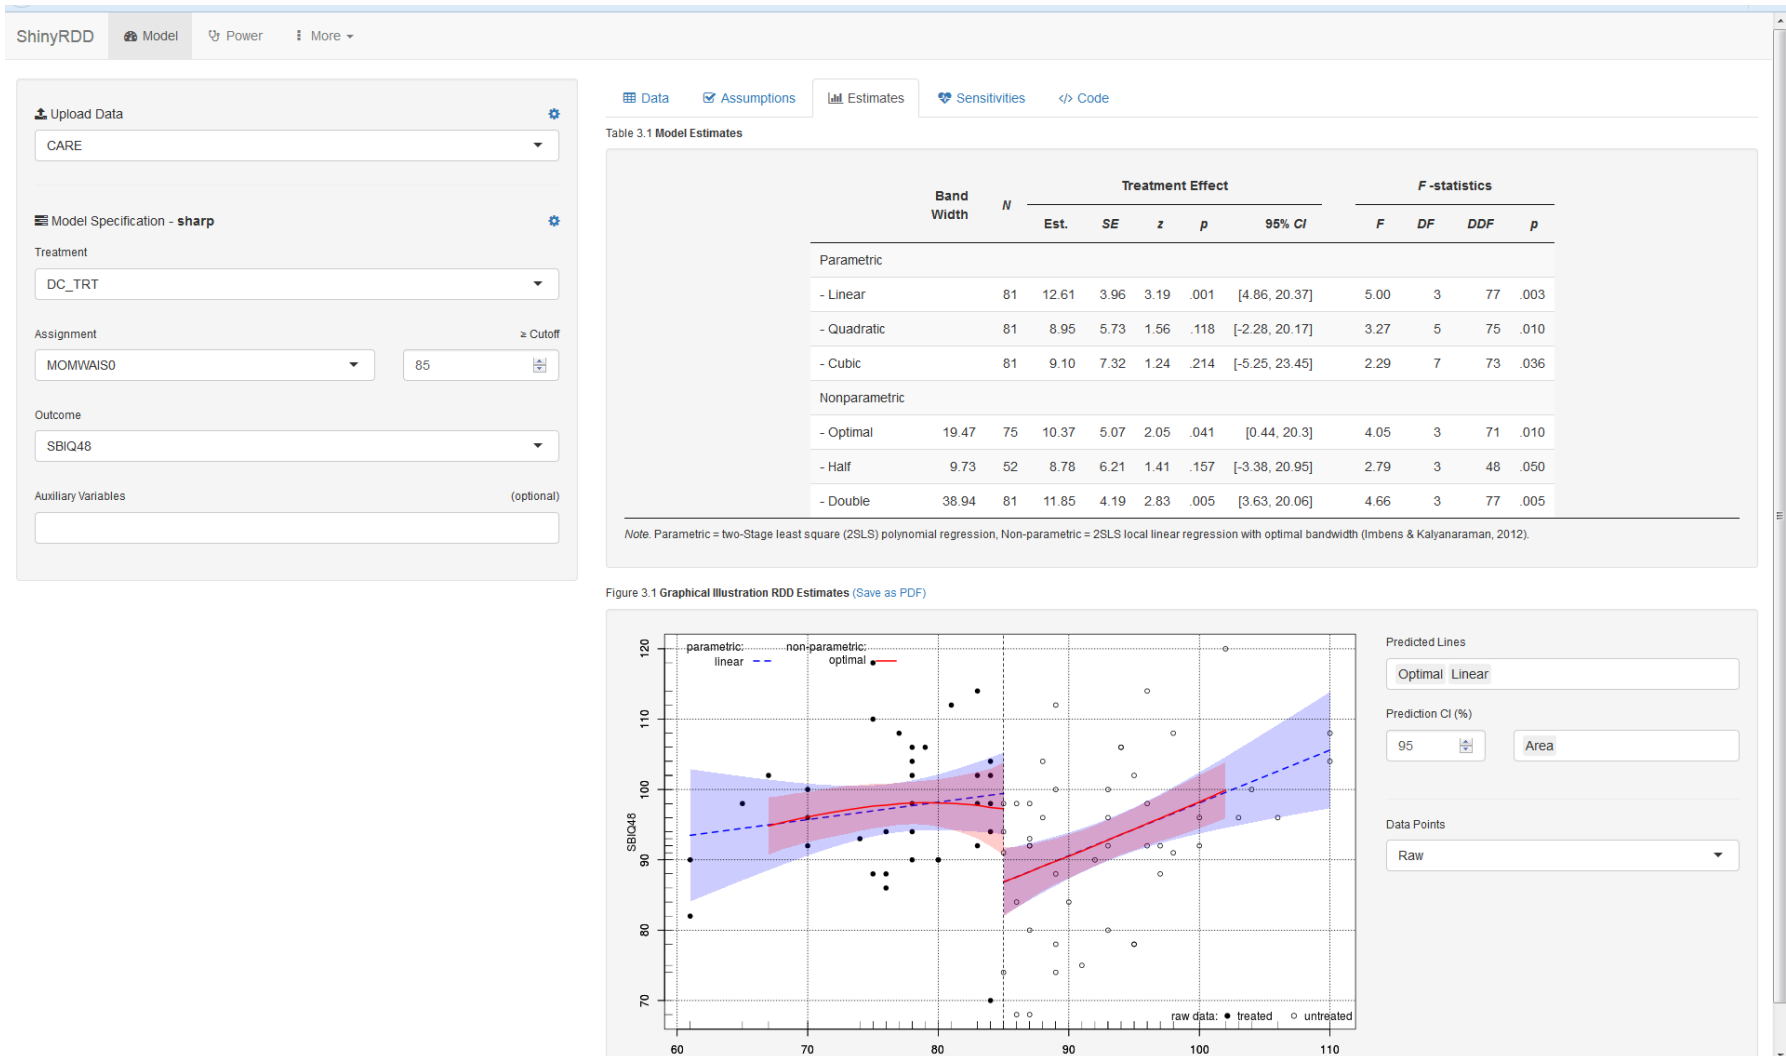 ShinyRDD Model Power More
Upload Data
CARE
Model Specification - sharp
Treatment
DC_TRT
Assignment ≥ Cutoff
MOMWAIS0 85
Outcome
SBIQ48
Auxiliary Variables (optional)
Data Assumptions Estimates Sensitivities </> Code
Table 3.1 Model Estimates
Band Width N Treatment Effect F -statistics
Est. SE z p 95% CI F DF DDF p
Parametric
- Linear 81 12.61 3.96 3.19 .001 [4.86, 20.37] 5.00 3 77 .003
- Quadratic 81 8.95 5.73 1.56 .118 [-2.28, 20.17] 3.27 5 75 .010
- Cubic 81 9.10 7.32 1.24 .214 [-5.25, 23.45] 2.29 7 73 .036
Nonparametric
- Optimal 19.47 75 10.37 5.07 2.05 .041 [0.44, 20.3] 4.05 3 71 .010
- Half 9.73 52 8.78 6.21 1.41 .157 [-3.38, 20.95] 2.79 3 48 .050
- Double 38.94 81 11.85 4.19 2.83 .005 [3.63, 20.06] 4.66 3 77 .005
Note. Parametric = two-Stage least square (2SLS) polynomial regression, Non-parametric = 2SLS local linear regression with optimal bandwidth (Imbens & Kalyanaraman, 2012).
Figure 3.1 Graphical Illustration RDD Estimates (Save as PDF)
parametric: non-parametric:
linear optimal
120
110
100
90
80
70
SBIQ48
raw data: treated untreated
60 70 80 90 100 110
Predicted Lines
Optimal Linear
Prediction CI (%)
95 Area
Data Points
Raw